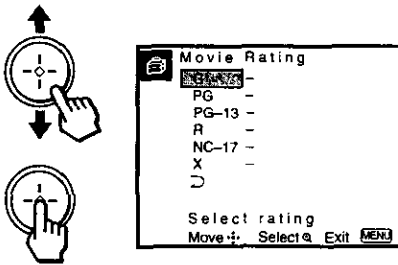 Movie Rating
–
PG –
PG–13 –
R –
NC–17 –
X –
Select rating
Move Select Exit MENU